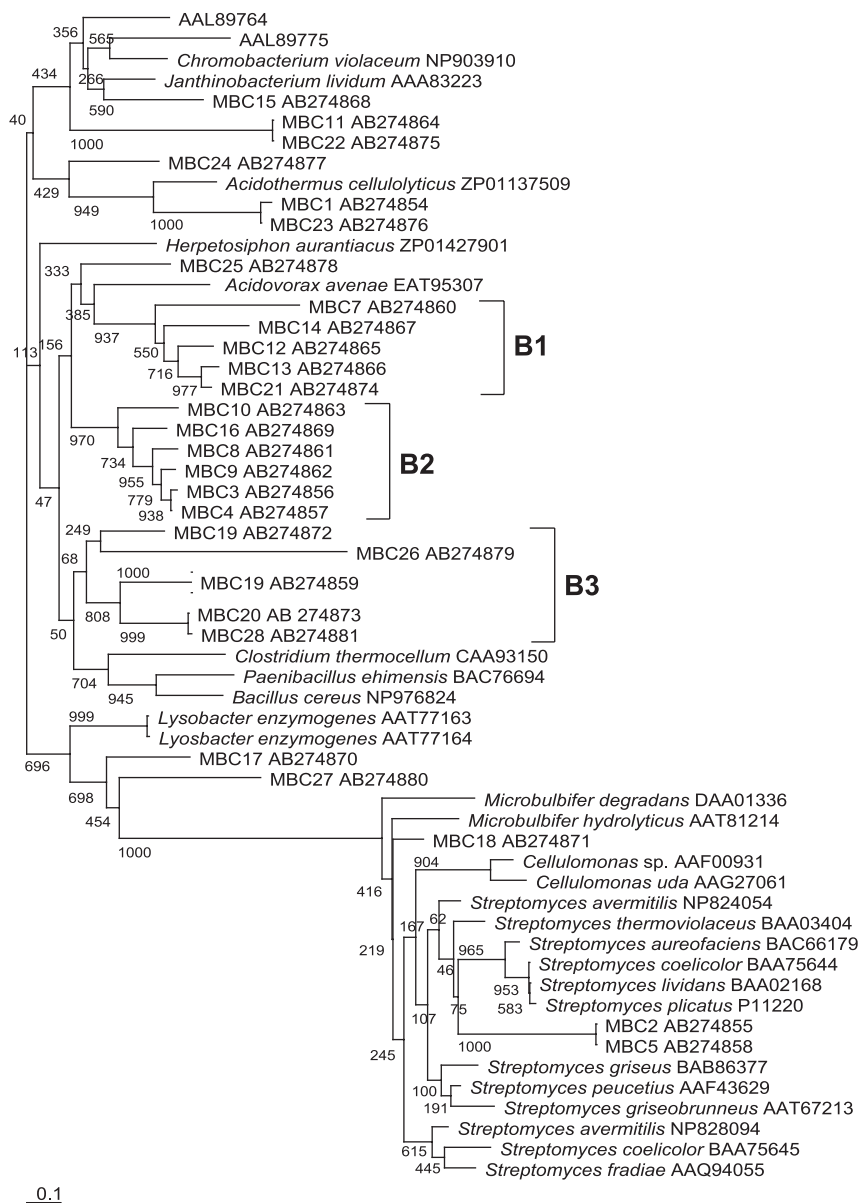 AAL89764
356
565
AAL89775
Chromobacterium violaceum NP903910
434
266
Janthinobacterium lividum AAA83223
590
MBC15 AB274868
40
MBC11 AB274864
1000
MBC22 AB274875
MBC24 AB274877
429
Acidothermus cellulolyticus ZP01137509
949
MBC1 AB274854
1000
MBC23 AB274876
Herpetosiphon aurantiacus ZP01427901
333
MBC25 AB274878
Acidovorax avenae EAT95307
385
MBC7 AB274860
937
MBC14 AB274867
113
156
550
MBC12 AB274865
B1
716
MBC13 AB274866
977
MBC21 AB274874
MBC10 AB274863
970
MBC16 AB274869
734
MBC8 AB274861
B2
955
MBC9 AB274862
47
779
MBC3 AB274856
938
MBC4 AB274857
249
MBC19 AB274872
68
MBC26 AB274879
1000
MBC19 AB274859
B3
808
MBC20 AB 274873
50
999
MBC28 AB274881
Clostridium thermocellum CAA93150
704
Paenibacillus ehimensis BAC76694
945
Bacillus cereus NP976824
999
Lysobacter enzymogenes AAT77163
Lyosbacter enzymogenes AAT77164
696
MBC17 AB274870
698
MBC27 AB274880
454
Microbulbifer degradans DAA01336
Microbulbifer hydrolyticus AAT81214
1000
MBC18 AB274871
904
Cellulomonas sp. AAF00931
416
Cellulomonas uda AAG27061
Streptomyces avermitilis NP824054
167
62
Streptomyces thermoviolaceus BAA03404
219
965
Streptomyces aureofaciens BAC66179
46
Streptomyces coelicolor BAA75644
953
Streptomyces lividans BAA02168
583
75
Streptomyces plicatus P11220
107
MBC2 AB274855
245
1000
MBC5 AB274858
Streptomyces griseus BAB86377
100
Streptomyces peucetius AAF43629
191
Streptomyces griseobrunneus AAT67213
Streptomyces avermitilis NP828094
615
Streptomyces coelicolor BAA75645
445
Streptomyces fradiae AAQ94055
0.1